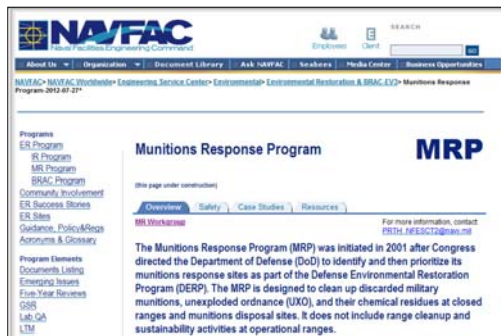 NAVFAC
Naval Facilities Engineering Command
Employees
Client
SEARCH
GO
About Us
Organization
Document Library
Ask NAVFAC
Seabees
Media Center
Business Opportunities
NAVFAC> NAVFAC Worldwide> Engineering Service Center> Environmental> Environmental Restoration & BRAC-EV3> Munitions Response
Program-2012-07-27*
Programs
ER Program
IR Program
MR Program
BRAC Program
Community Involvement
ER Success Stories
ER Sites
Guidance, Policy&Regs
Acronyms & Glossary
Program Elements
Documents Listing
Emerging Issues
Five-Year Reviews
GSR
Lab QA
LTM
Munitions Response Program
MRP
(this page under construction)
Overview
Safety
Case Studies
Resources
MR Workgroup
For more information, contact:
PRTH_NFESCT2@navy.mil
The Munitions Response Program (MRP) was initiated in 2001 after Congress
directed the Department of Defense (DoD) to identify and then prioritize its
munitions response sites as part of the Defense Environmental Restoration
Program (DERP). The MRP is designed to clean up discarded military
munitions, unexploded ordnance (UXO), and their chemical residues at closed
ranges and munitions disposal sites. It does not include range cleanup and
sustainability activities at operational ranges.